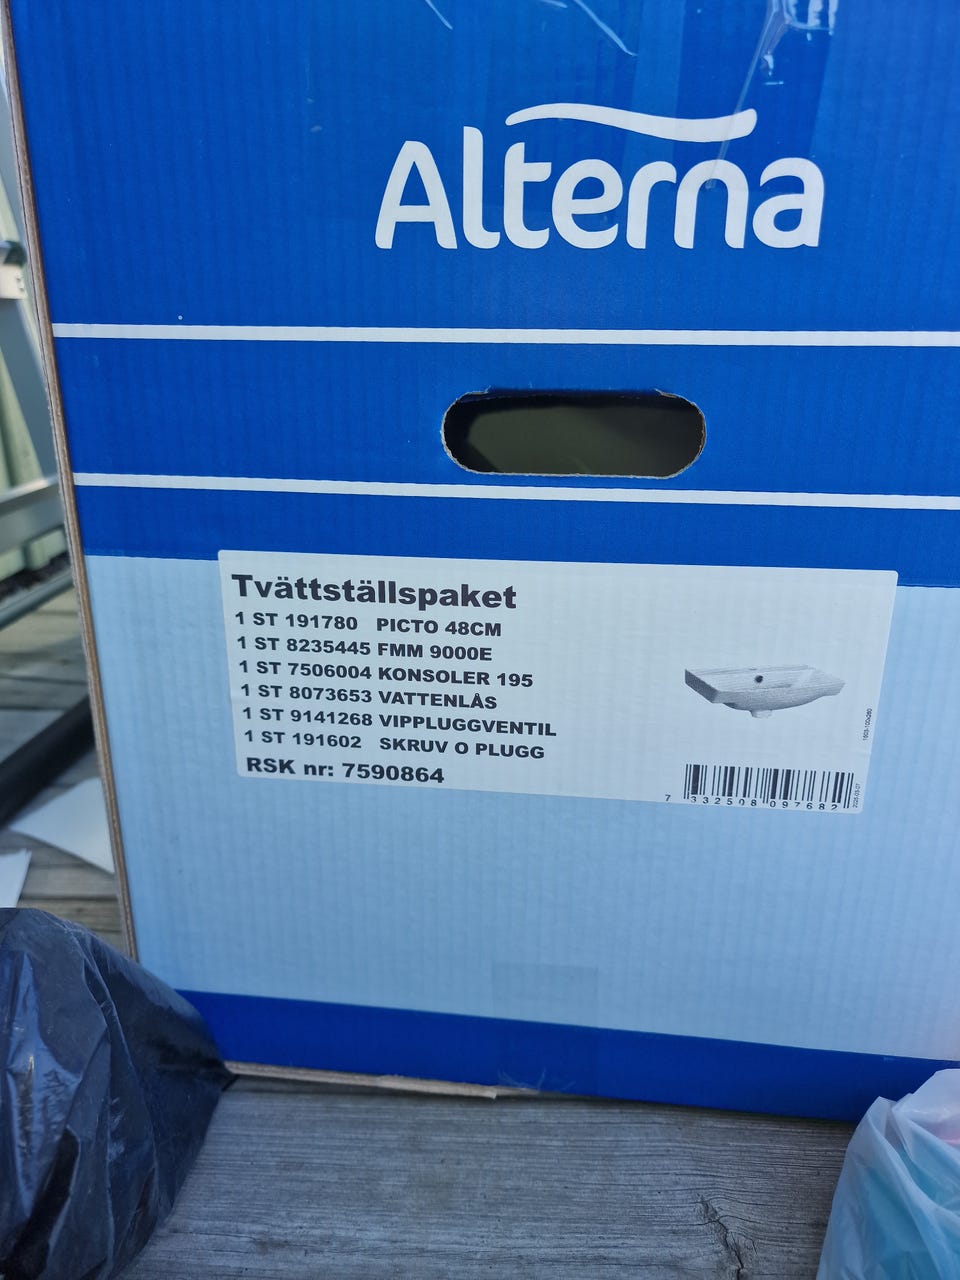 Alterna
Tvättställspaket
1 ST 191780 PICTO 48CM
1 ST 8235445 FMM 9000E
1 ST 7506004 KONSOLER 195
1 ST 8073653 VATTENLÅS
1 ST 9141268 VIPPLUGGVENTIL
1 ST 191602 SKRUV O PLUGG
RSK nr: 7590864
7 332508 097682